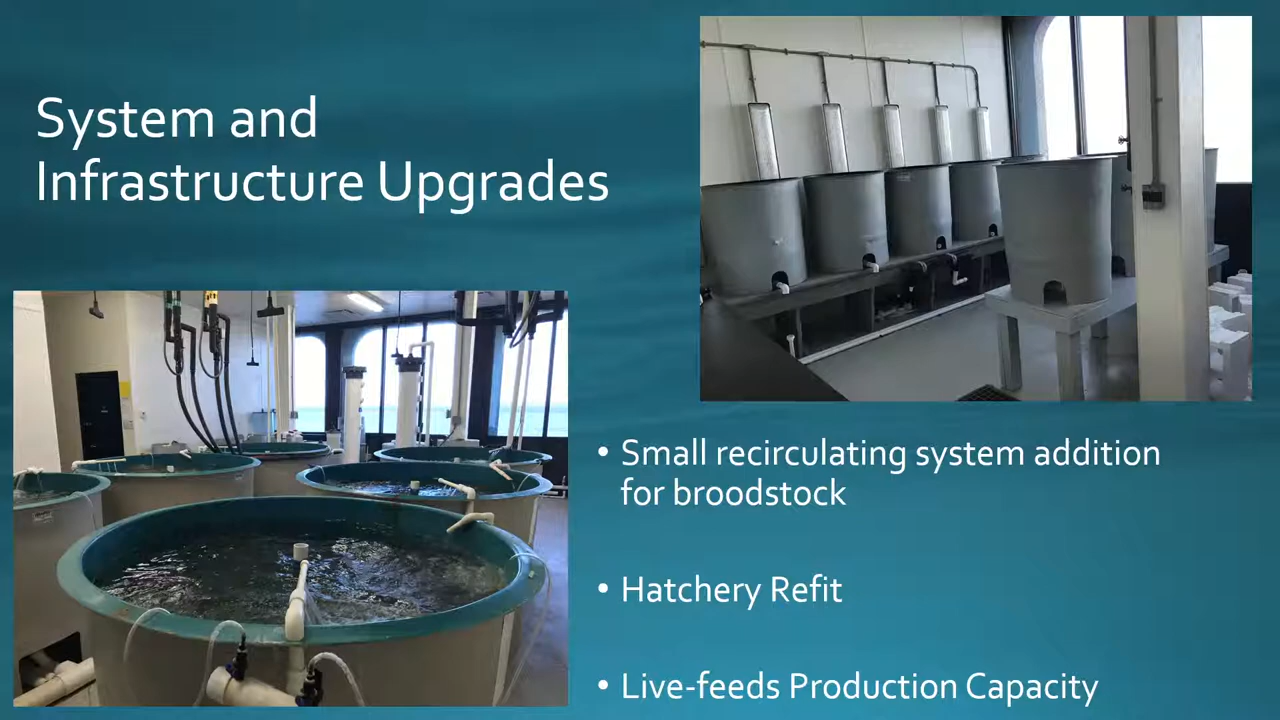 System and
Infrastructure Upgrades
• Small recirculating system addition
for broodstock
• Hatchery Refit
• Live-feeds Production Capacity